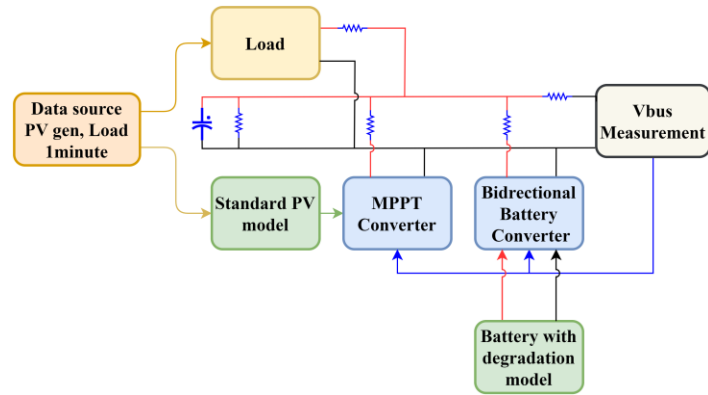 Load
Data source
PV gen, Load
1minute
Vbus
Measurement
Standard PV
model
MPPT
Converter
Bidrectional
Battery
Converter
Battery with
degradation
model